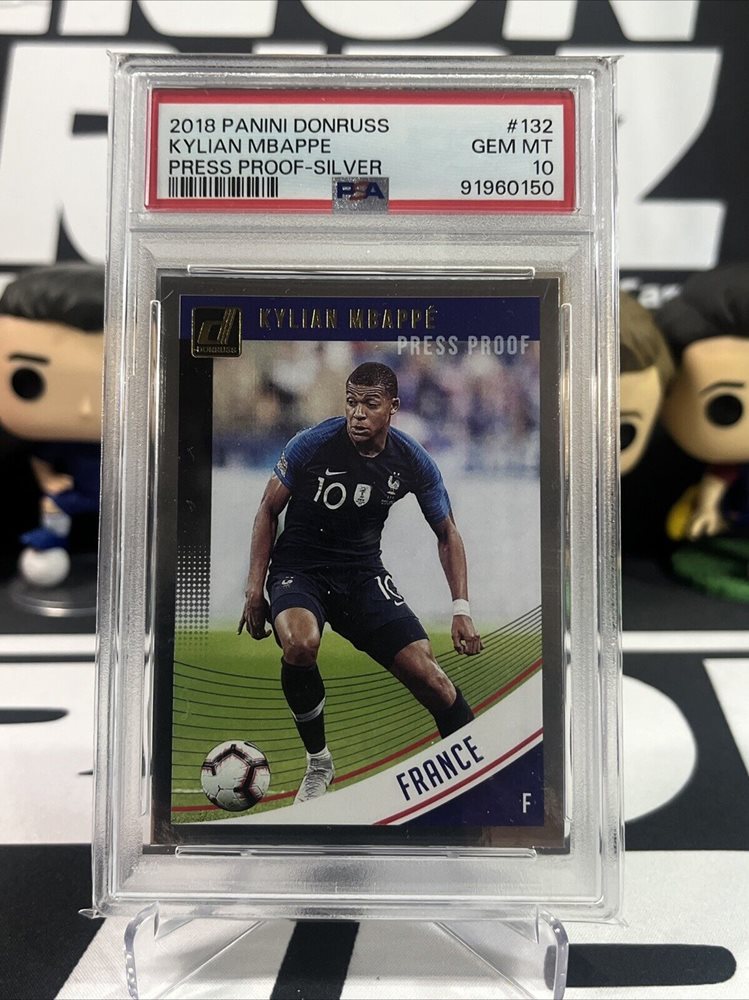 2018 PANINI DONRUSS #132
KYLIAN MBAPPE GEM MT
PRESS PROOF-SILVER 10
PSA 91960150
DONRUSS
KYLIAN MBAPPÉ
PRESS PROOF
10
10
FRANCE
F